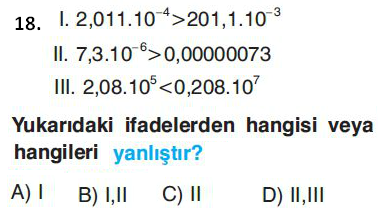 18. I. 2,011.10⁻⁴>201,1.10⁻³
II. 7,3.10⁻⁶>0,00000073
III. 2,08.10⁵<0,208.10⁷
Yukarıdaki ifadelerden hangisi veya
hangileri yanlıştır?
A) I B) I,II C) II D) II,III